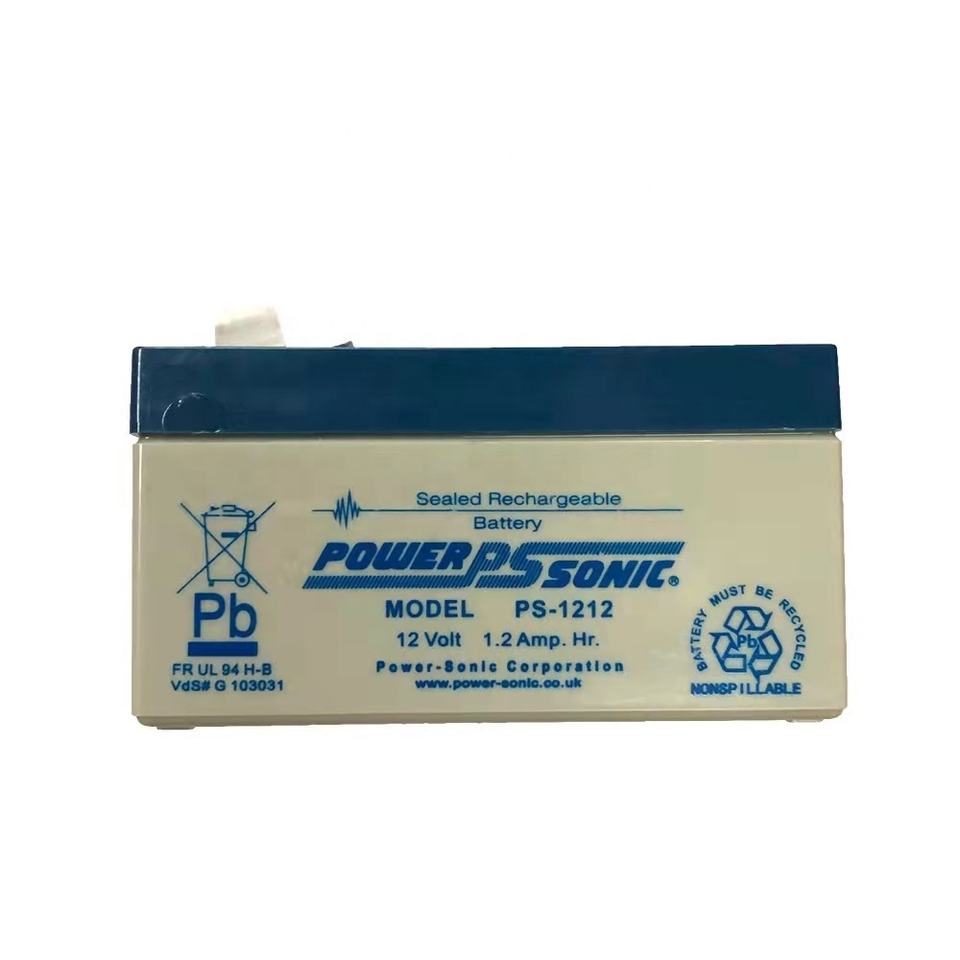 Sealed Rechargeable
Battery
POWER PS SONIC®
MODEL PS-1212
12 Volt 1.2 Amp. Hr.
Power-Sonic Corporation
www.power-sonic.co.uk
Pb
FR UL 94 H-B
VdS# G 103031
BATTERY MUST BE RECYCLED
Pb
NONSPILLABLE